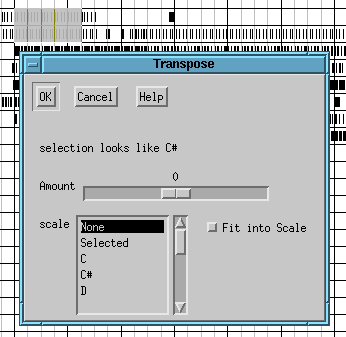 Transpose
OK Cancel Help
selection looks like C#
0
Amount
scale
None
Selected
C
C#
D
Fit into Scale